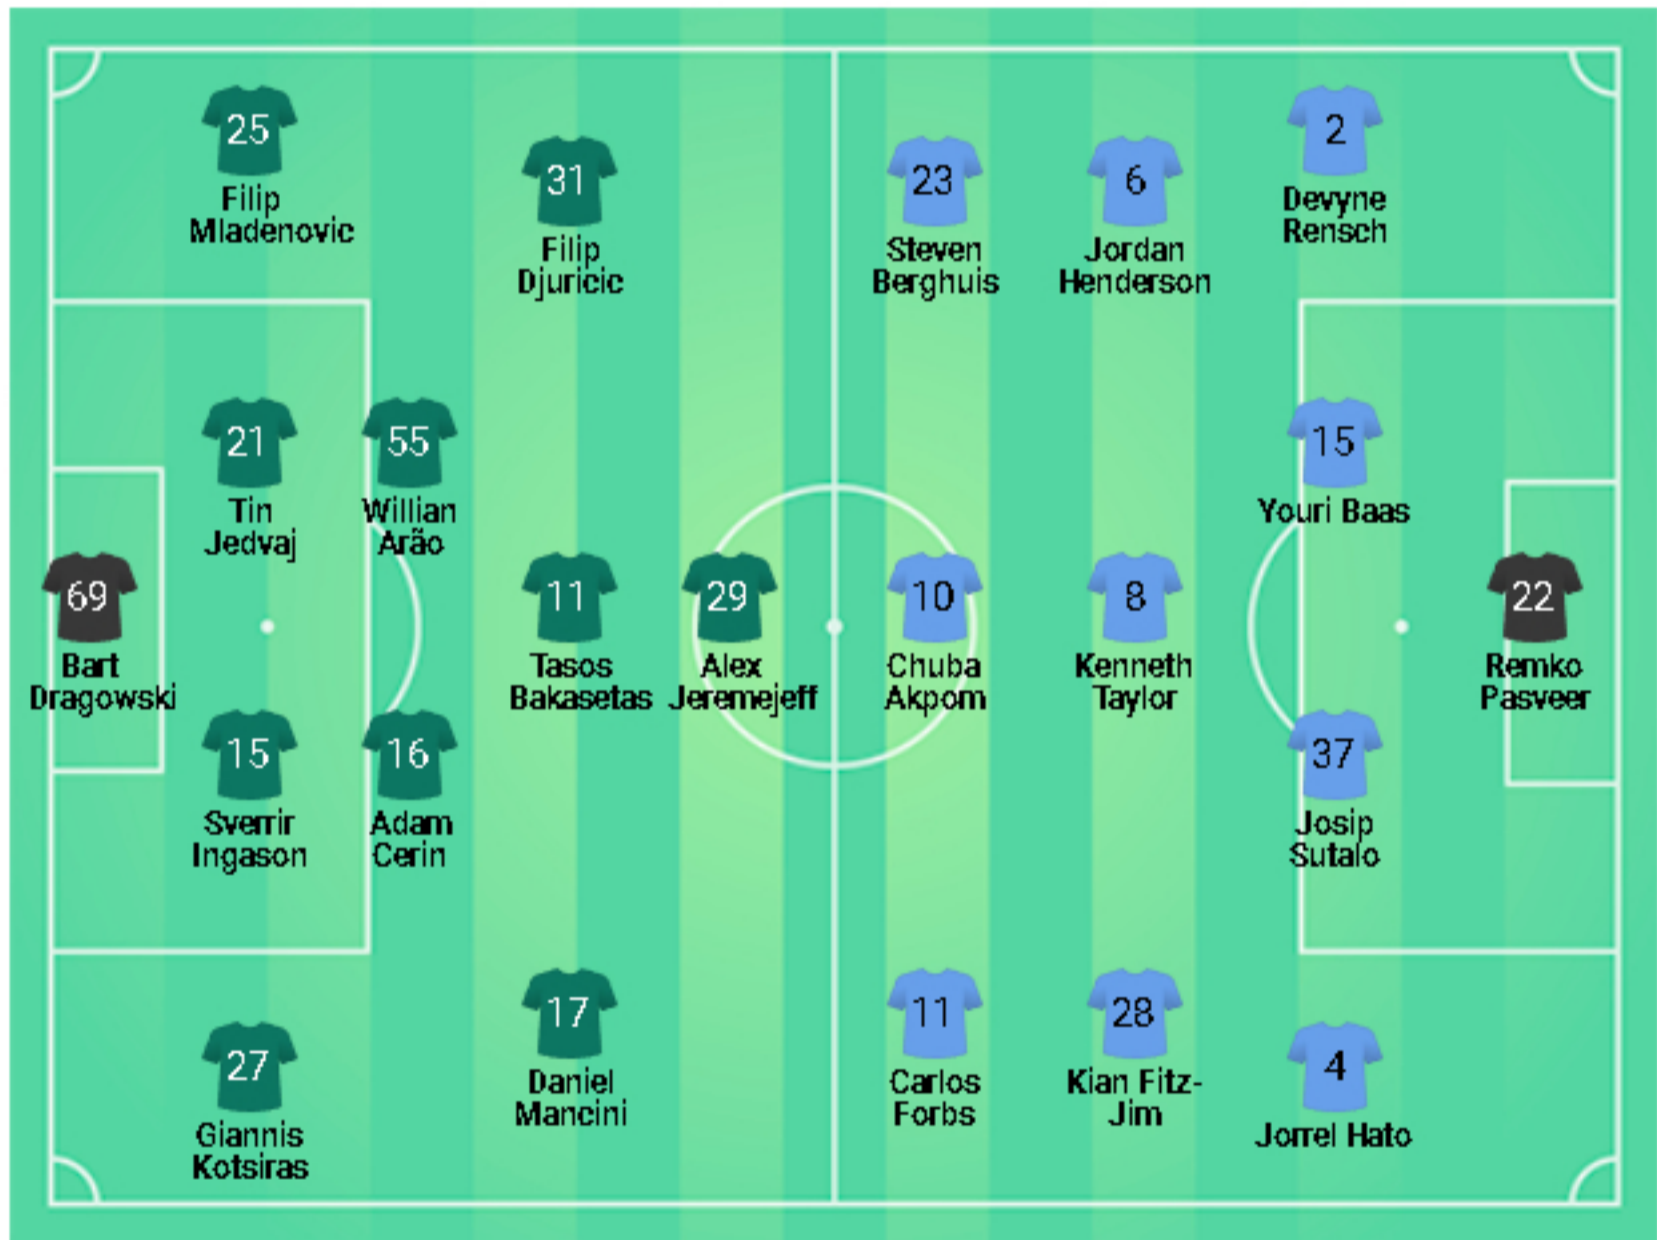 25
Filip
Mladenovic
31
Filip
Djuricic
23
Steven
Berghuis
6
Jordan
Henderson
2
Devyne
Rensch
21
Tin
Jedvaj
55
Willian
Arão
15
Youri Baas
69
Bart
Dragowski
11
Tasos
Bakasetas
29
Alex
Jeremejeff
10
Chuba
Akpom
8
Kenneth
Taylor
22
Remko
Pasveer
15
Sverrir
Ingason
16
Adam
Cerin
37
Josip
Sutalo
27
Giannis
Kotsiras
17
Daniel
Mancini
11
Carlos
Forbs
28
Kian Fitz-
Jim
4
Jorrel Hato